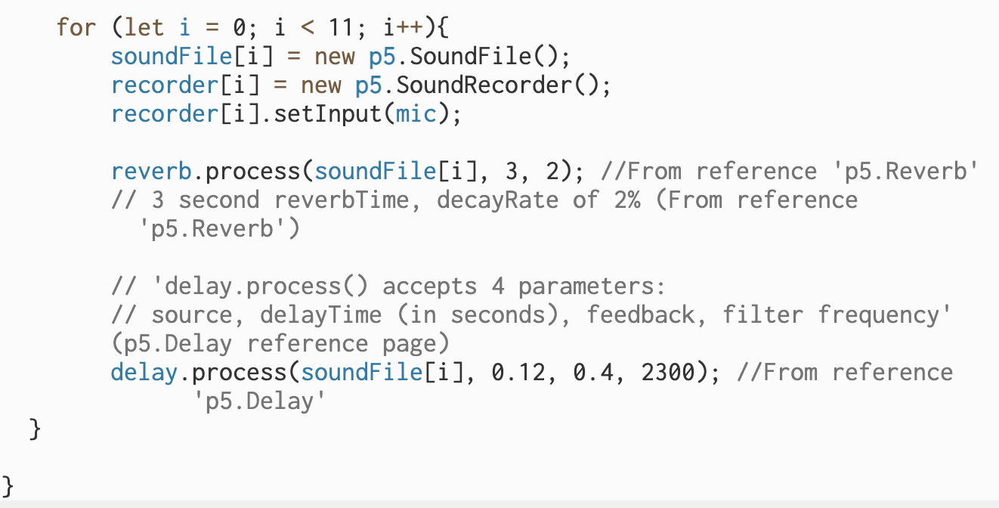 for (let i = 0; i < 11; i++){
soundFile[i] = new p5.SoundFile();
recorder[i] = new p5.SoundRecorder();
recorder[i].setInput(mic);
reverb.process(soundFile[i], 3, 2); //From reference 'p5.Reverb'
// 3 second reverbTime, decayRate of 2% (From reference
'p5.Reverb')
// 'delay.process() accepts 4 parameters:
// source, delayTime (in seconds), feedback, filter frequency'
(p5.Delay reference page)
delay.process(soundFile[i], 0.12, 0.4, 2300); //From reference
'p5.Delay'
}
}